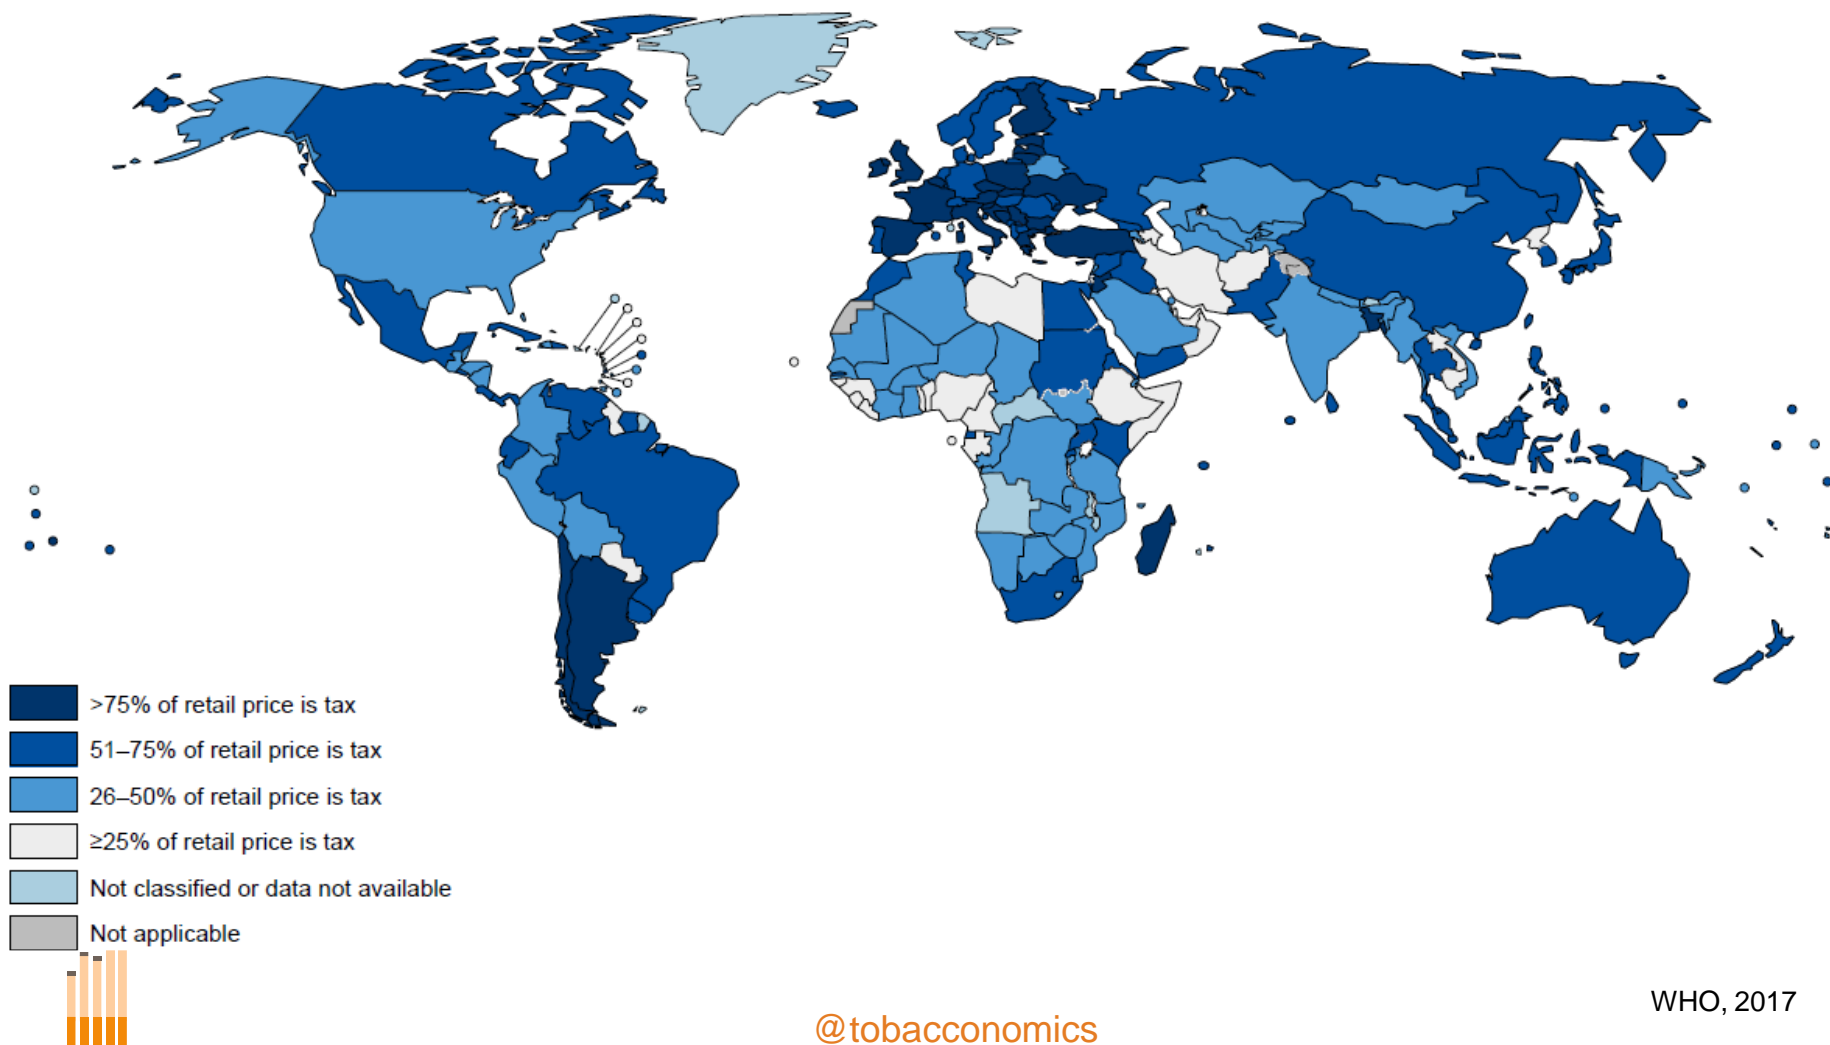 >75% of retail price is tax
51–75% of retail price is tax
26–50% of retail price is tax
≥25% of retail price is tax
Not classified or data not available
Not applicable
WHO, 2017
@tobacconomics